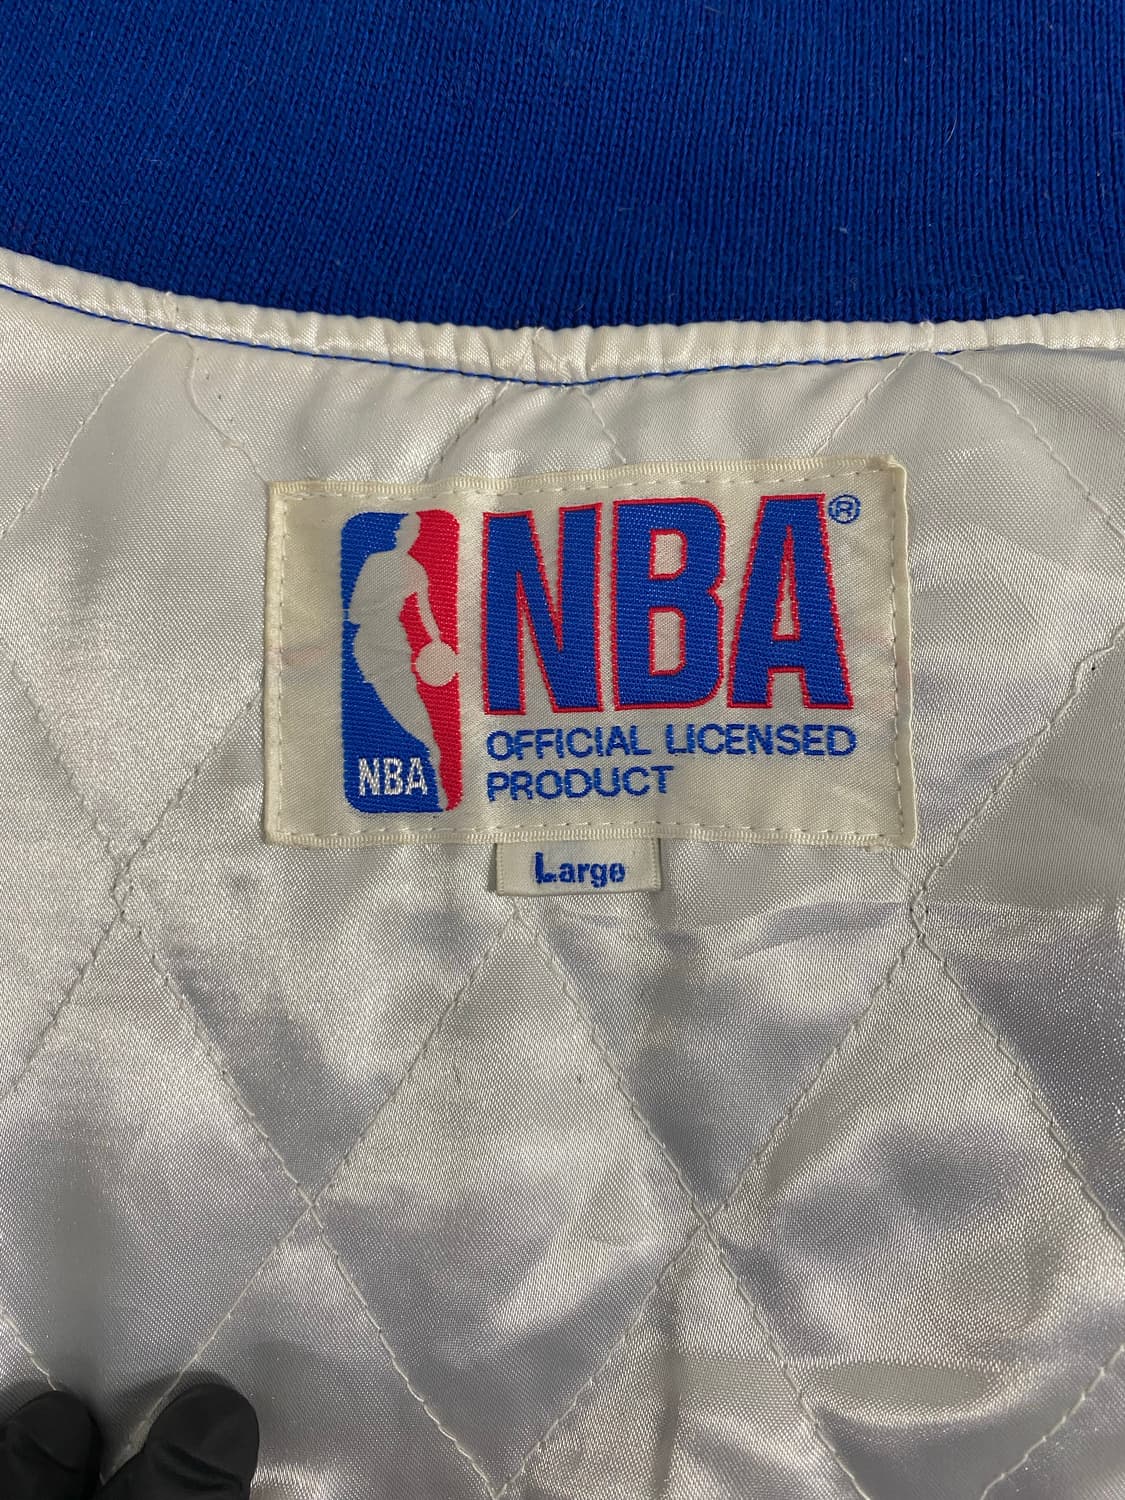 NBA®
NBA
OFFICIAL LICENSED
PRODUCT
Large